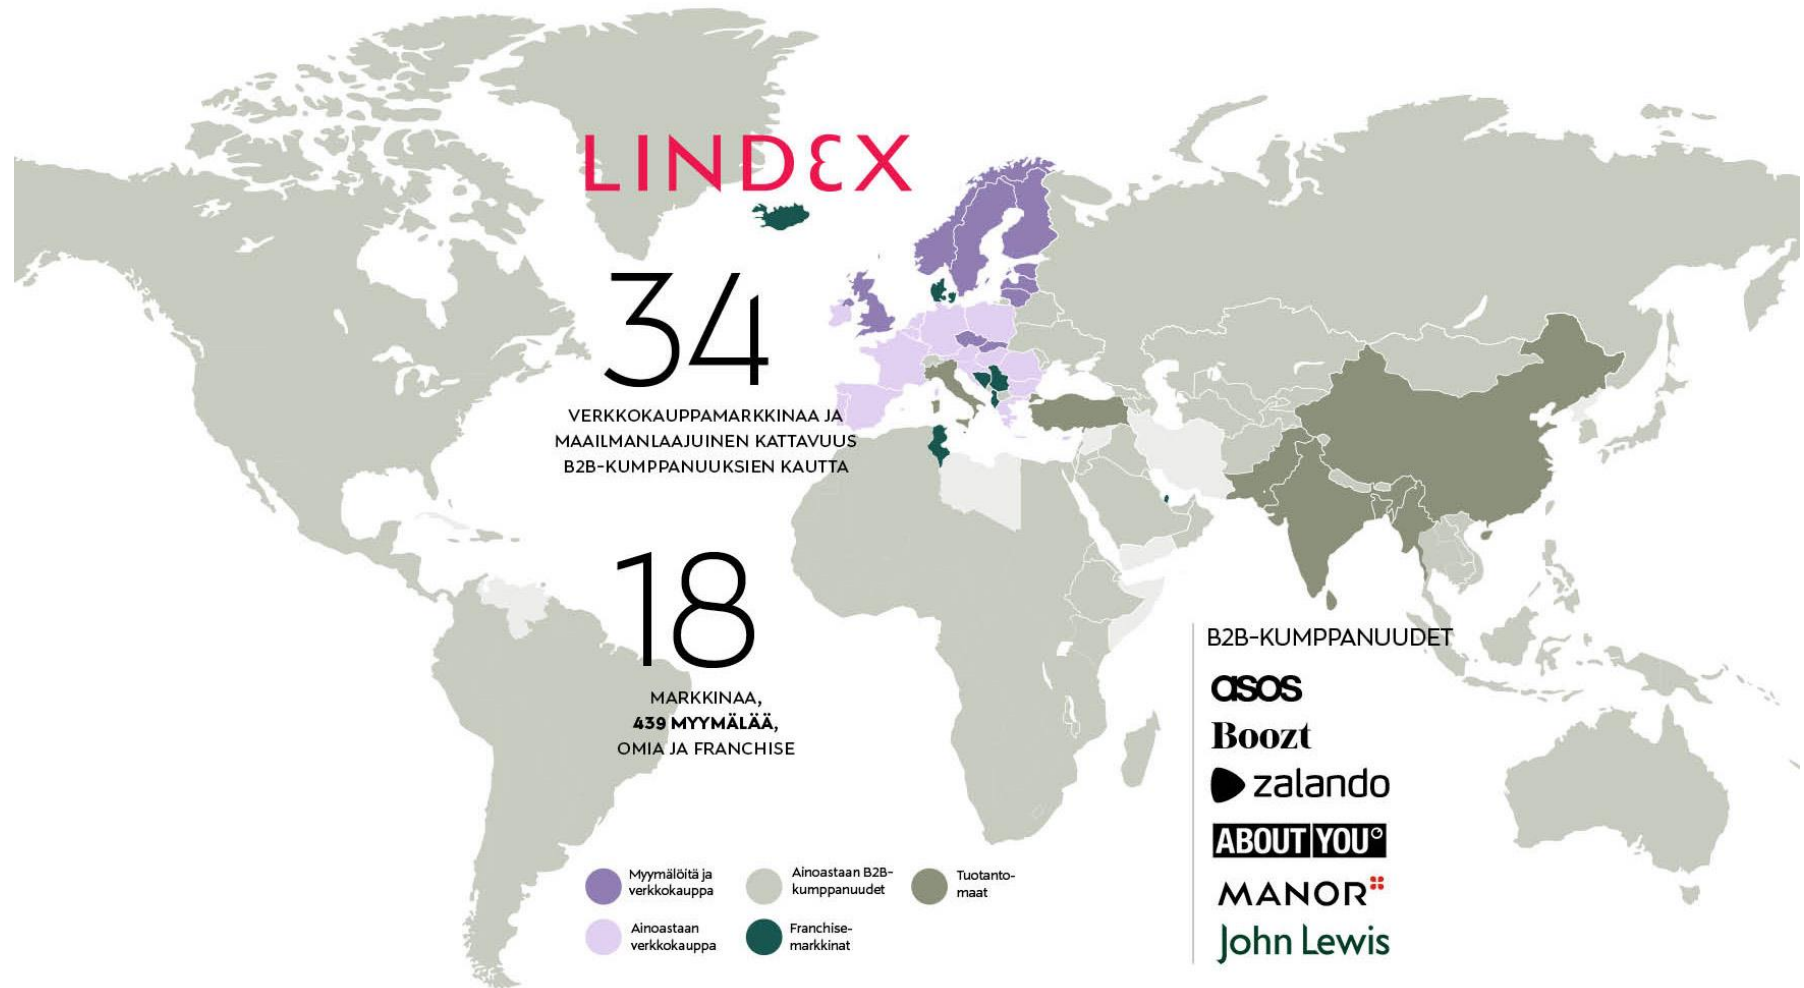 LINDEX
34
VERKKOKAUPPAMARKKINAA JA
MAAILMANLAAJUINEN KATTAVUUS
B2B-KUMPPANUUKSIEN KAUTTA
18
MARKKINAA,
439 MYYMÄLÄÄ,
OMIA JA FRANCHISE
Myymälöitä ja
verkkokauppa
Ainoastaan
verkkokauppa
Ainoastaan B2B-
kumppanuudet
Franchise-
markkinat
Tuotanto-
maat
B2B-KUMPPANUUDET
asos
Boozt
zalando
ABOUT YOU
MANOR
John Lewis